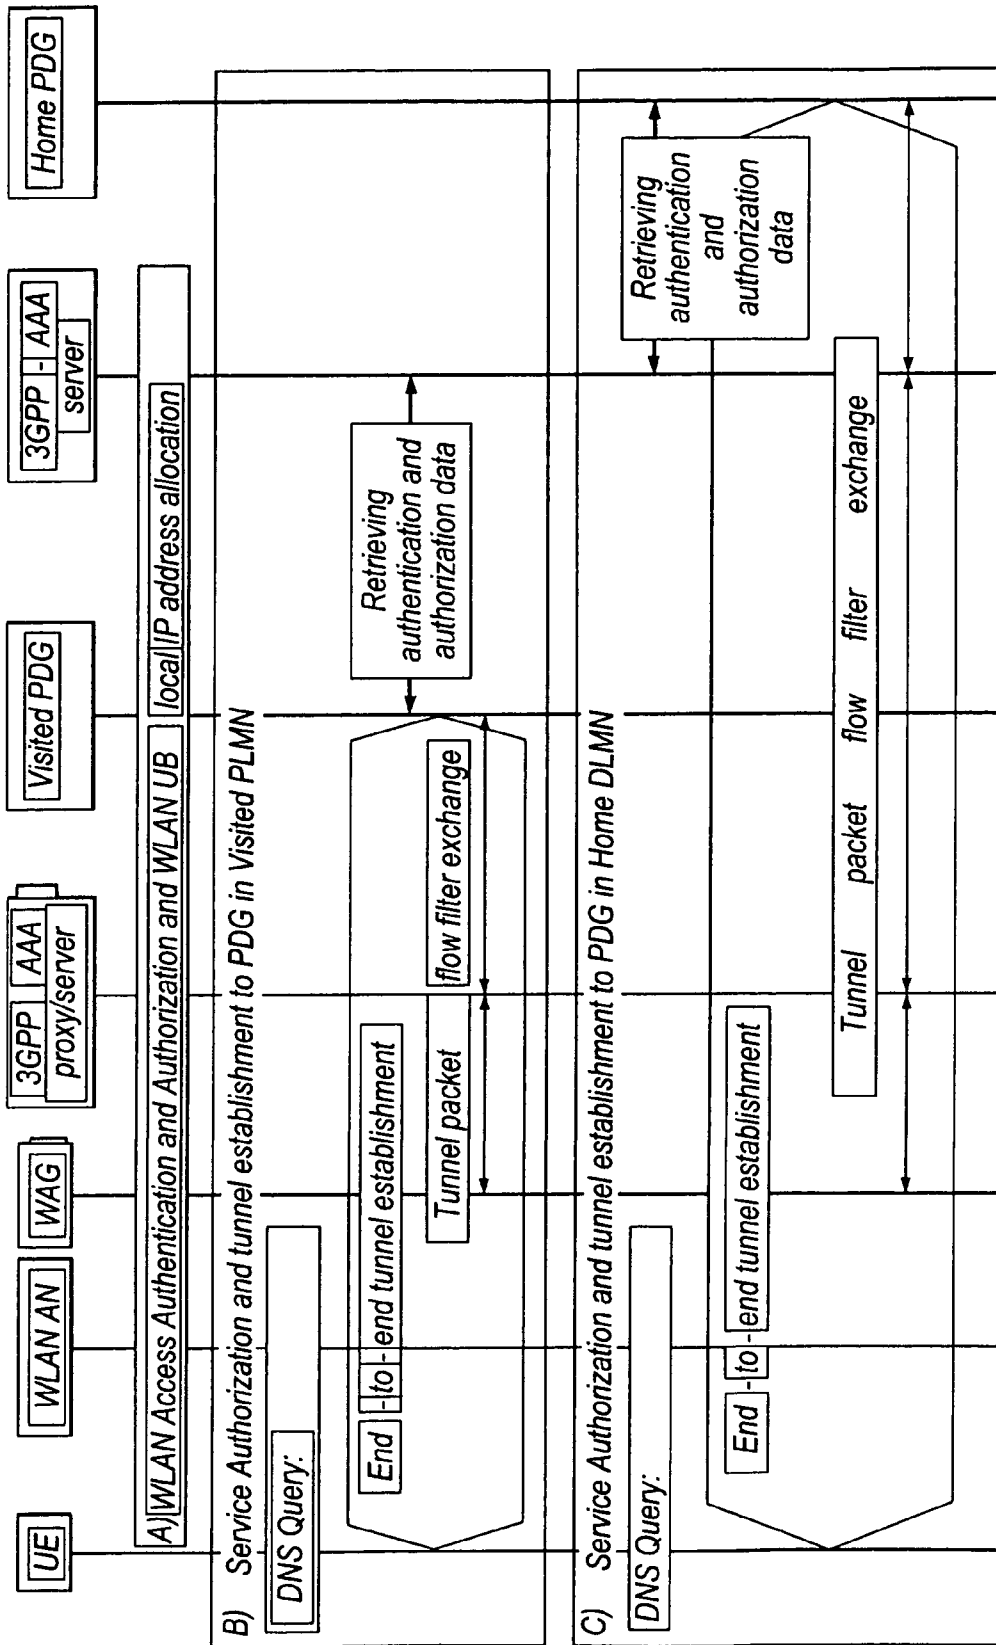 UE
WLAN AN
WAG
3GPP AAA
proxy/server
Visited PDG
3GPP - AAA
server
Home PDG
A) WLAN Access Authentication and Authorization and WLAN UB local IP address allocation
B) Service Authorization and tunnel establishment to PDG in Visited PLMN
DNS Query:
Retrieving
authentication and
authorization data
End - to - end tunnel establishment
Tunnel packet flow filter exchange
C) Service Authorization and tunnel establishment to PDG in Home DLMN
DNS Query:
Retrieving
authentication
and
authorization
data
End - to - end tunnel establishment
Tunnel packet flow filter exchange